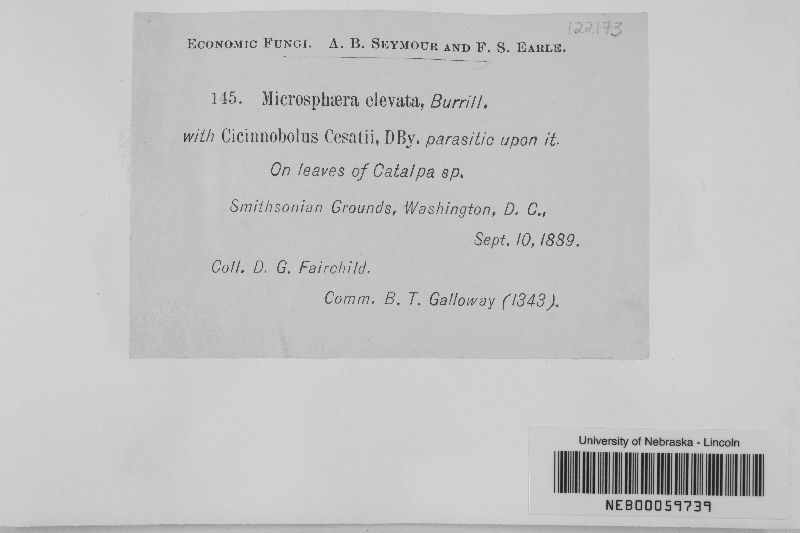 122173
Economic Fungi. A. B. Seymour and F. S. Earle.
145. Microsphæra elevata, Burrill.
with Cicinnobolus Cesatii, DBy. parasitic upon it.
On leaves of Catalpa sp.
Smithsonian Grounds, Washington, D. C.,
Sept. 10, 1889.
Coll. D. G. Fairchild.
Comm. B. T. Galloway (1343).
University of Nebraska - Lincoln
NEB00059739